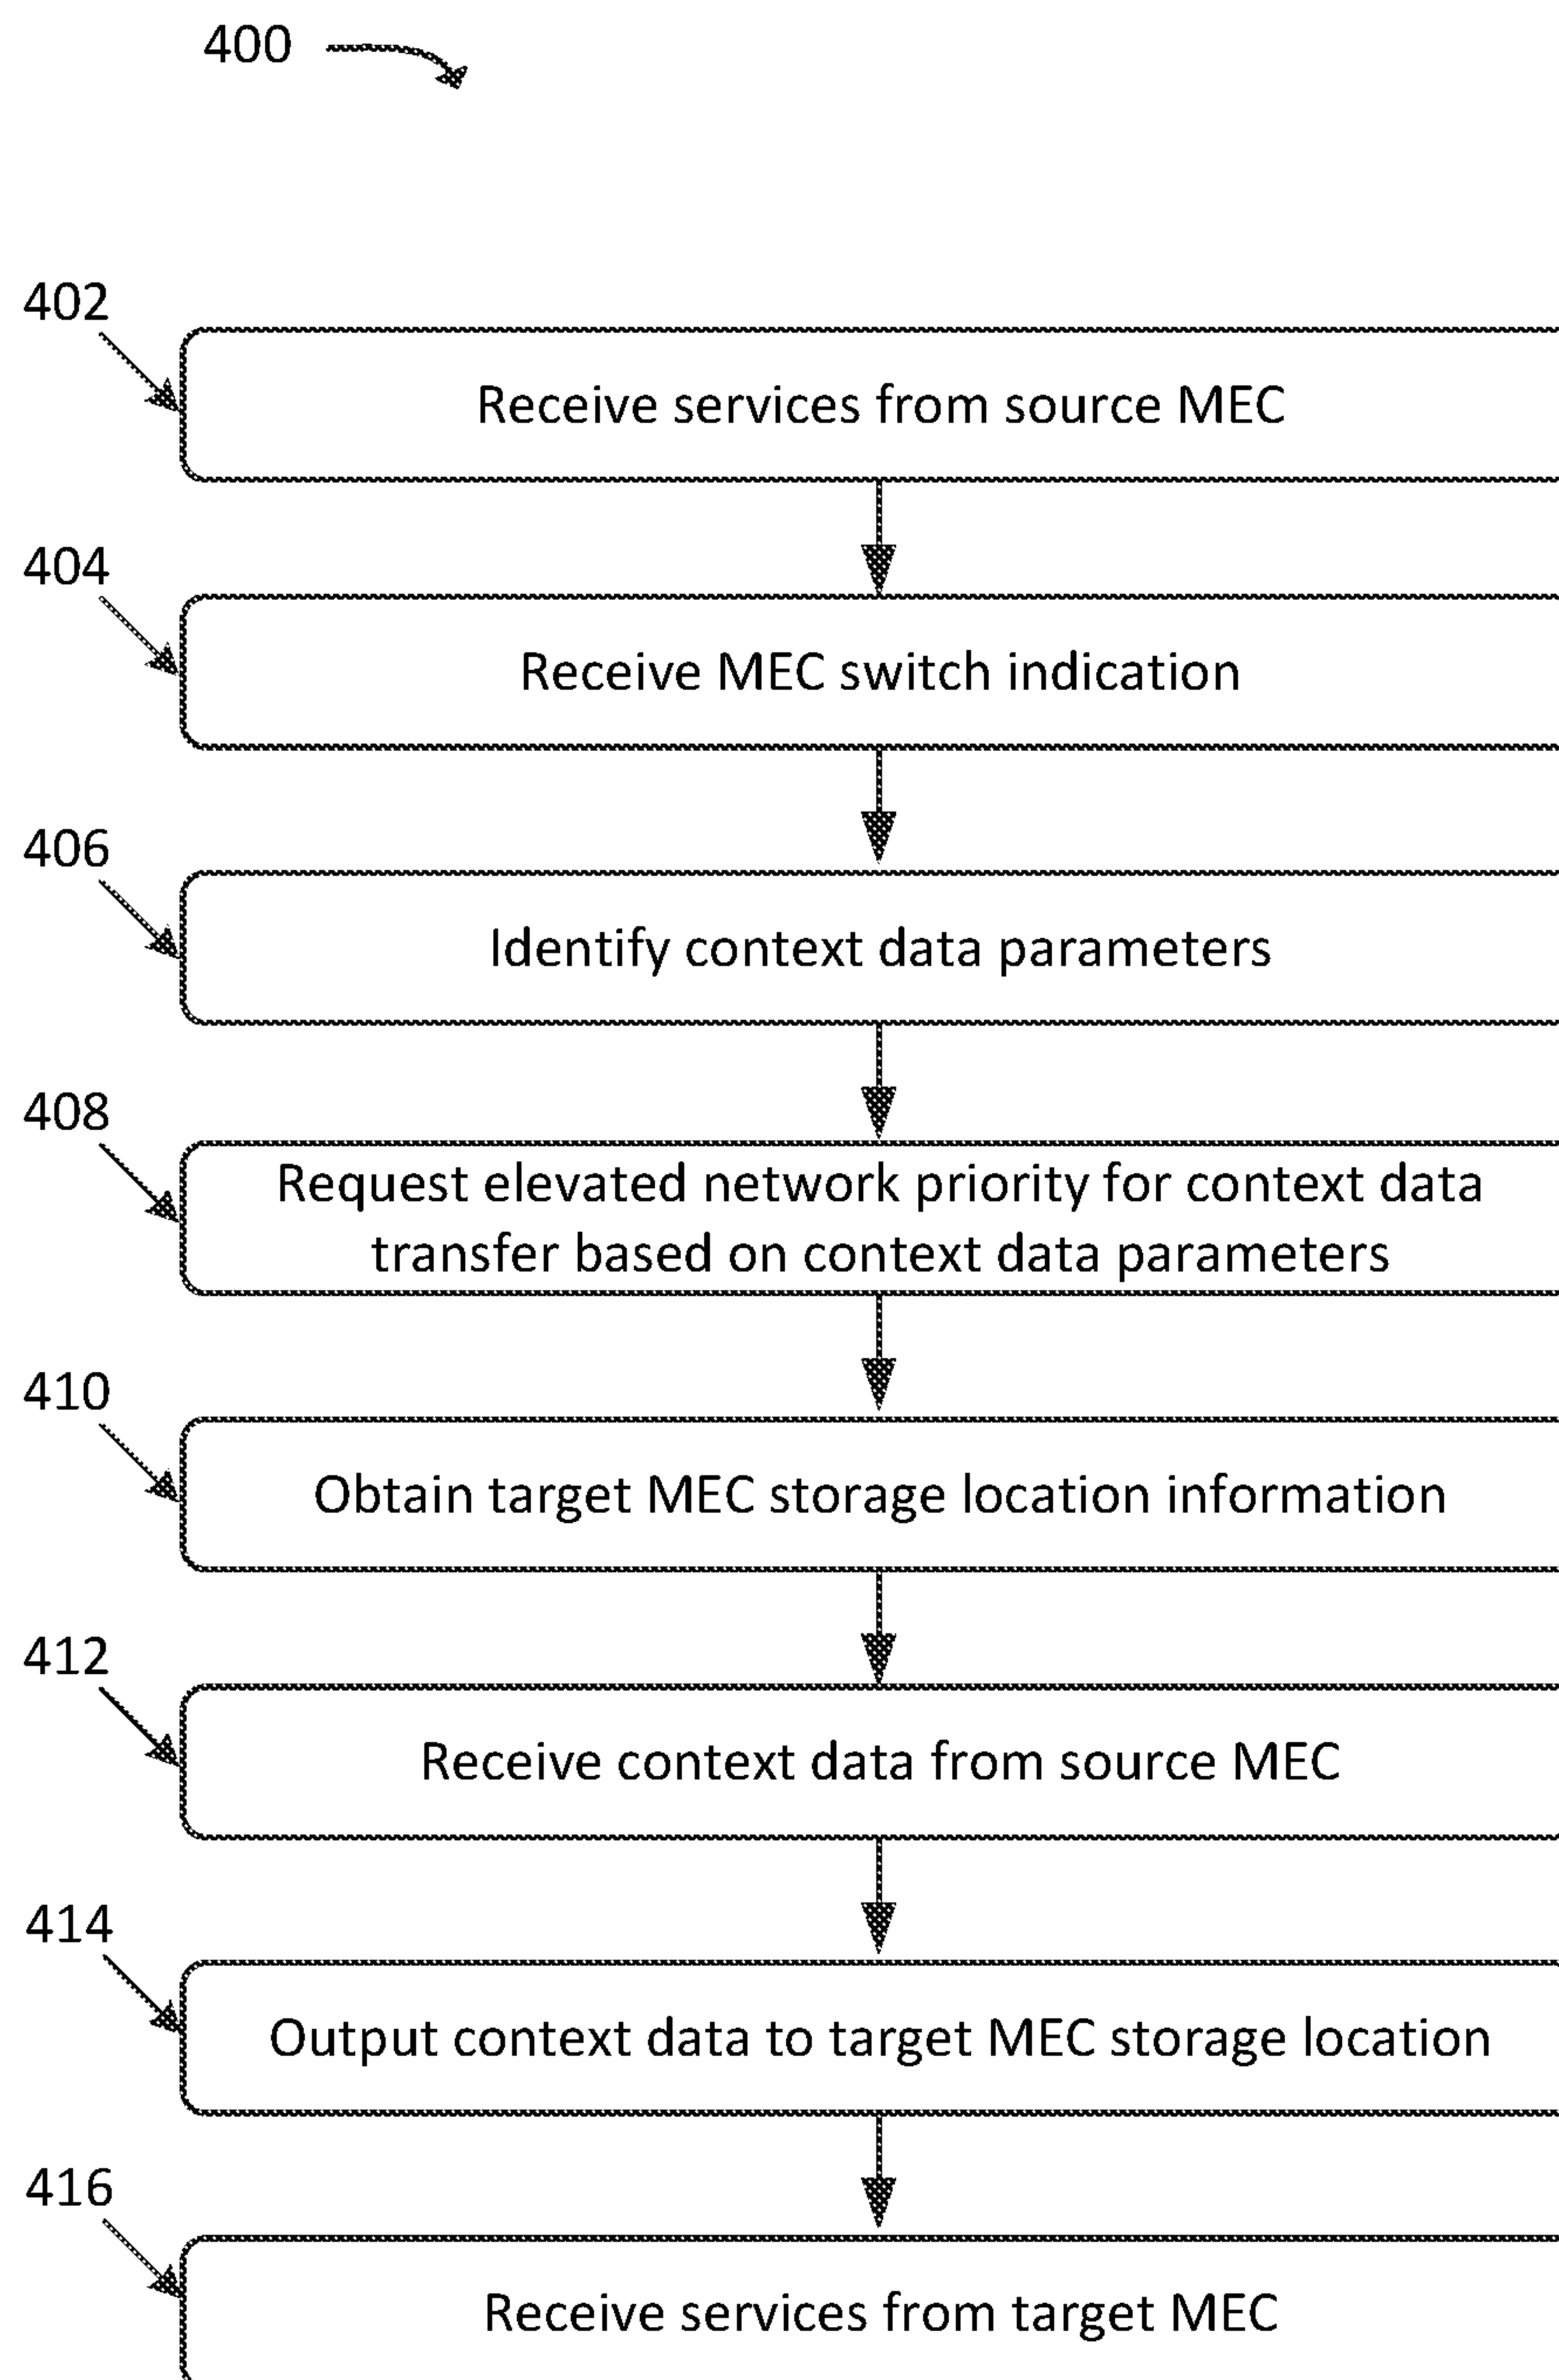 400
402
Receive services from source MEC
404
Receive MEC switch indication
406
Identify context data parameters
408
Request elevated network priority for context data
transfer based on context data parameters
410
Obtain target MEC storage location information
412
Receive context data from source MEC
414
Output context data to target MEC storage location
416
Receive services from target MEC